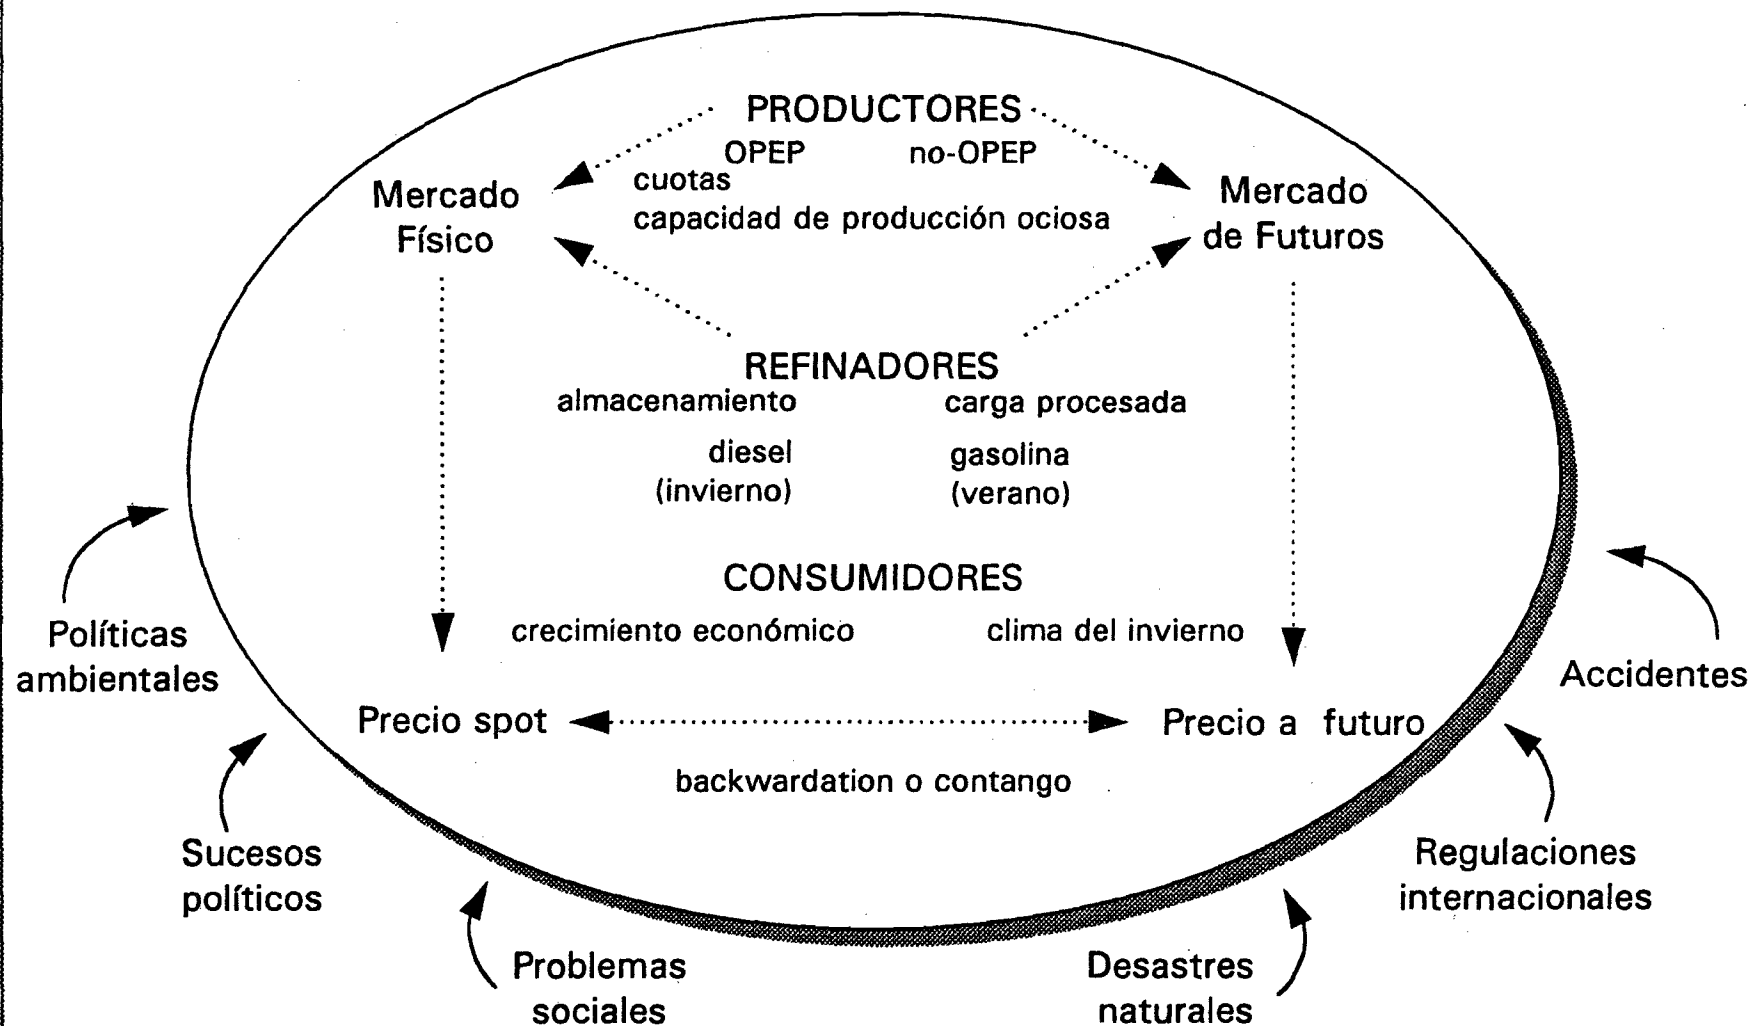 PRODUCTORES
OPEP no-OPEP
cuotas
capacidad de producción ociosa
Mercado
Físico
Mercado
de Futuros
REFINADORES
almacenamiento carga procesada
diesel gasolina
(invierno) (verano)
CONSUMIDORES
crecimiento económico clima del invierno
Precio spot Precio a futuro
backwardation o contango
Políticas
ambientales
Sucesos
políticos
Problemas
sociales
Desastres
naturales
Regulaciones
internacionales
Accidentes